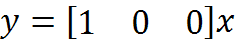 y = [1 0 0]x